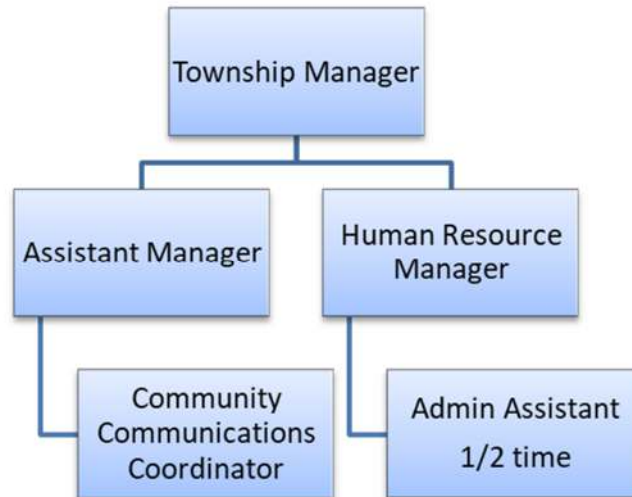 Township Manager
Assistant Manager
Human Resource
Manager
Community
Communications
Coordinator
Admin Assistant
1/2 time